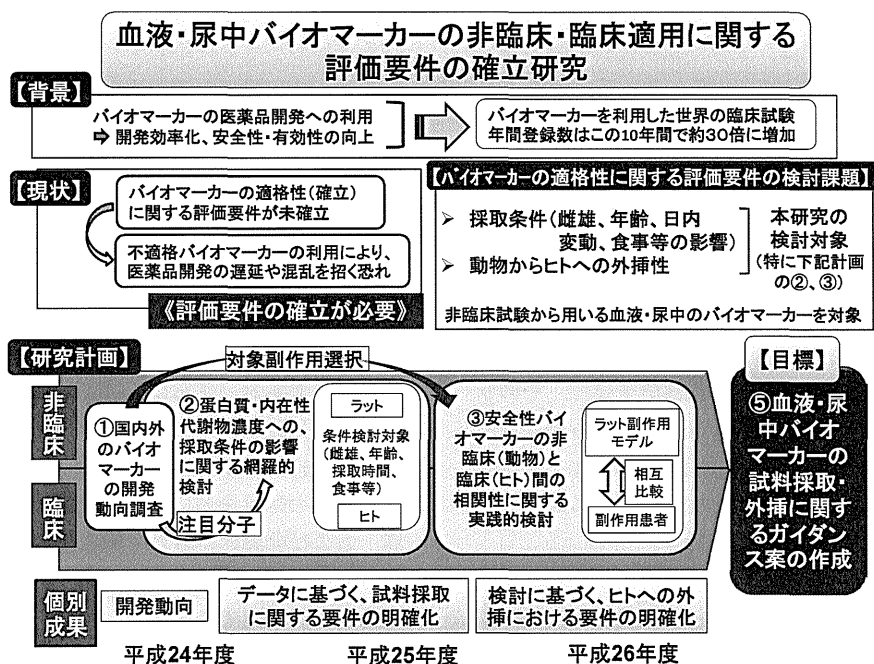 血液・尿中バイオマーカーの非臨床・臨床適用に関する
評価要件の確立研究
【背景】
バイオマーカーの医薬品開発への利用
⇨ 開発効率化、安全性・有効性の向上
バイオマーカーを利用した世界の臨床試験
年間登録数はこの10年間で約30倍に増加
【現状】
バイオマーカーの適格性(確立)
に関する評価要件が未確立
不適格バイオマーカーの利用により、
医薬品開発の遅延や混乱を招く恐れ
《評価要件の確立が必要》
【バイオマーカーの適格性に関する評価要件の検討課題】
➢ 採取条件(雌雄、年齢、日内
変動、食事等の影響)
➢ 動物からヒトへの外挿性
本研究の
検討対象
(特に下記計画
の②、③)
非臨床試験から用いる血液・尿中のバイオマーカーを対象
【研究計画】
対象副作用選択
非臨床
臨床
①国内外
のバイオ
マーカー
の開発
動向調査
②蛋白質・内在性
代謝物濃度への、
採取条件の影響
に関する網羅的
検討
注目分子
ラット
条件検討対象
(雌雄、年齢、
採取時間、
食事等)
ヒト
③安全性バイ
オマーカーの非
臨床(動物)と
臨床(ヒト)間の
相関性に関する
実践的検討
ラット副作用
モデル
相互
比較
副作用患者
【目標】
⑤血液・尿
中バイオ
マーカーの
試料採取・
外挿に関す
るガイダン
ス案の作成
個別
成果
開発動向
データに基づく、試料採取
に関する要件の明確化
検討に基づく、ヒトへの外
挿における要件の明確化
平成24年度
平成25年度
平成26年度